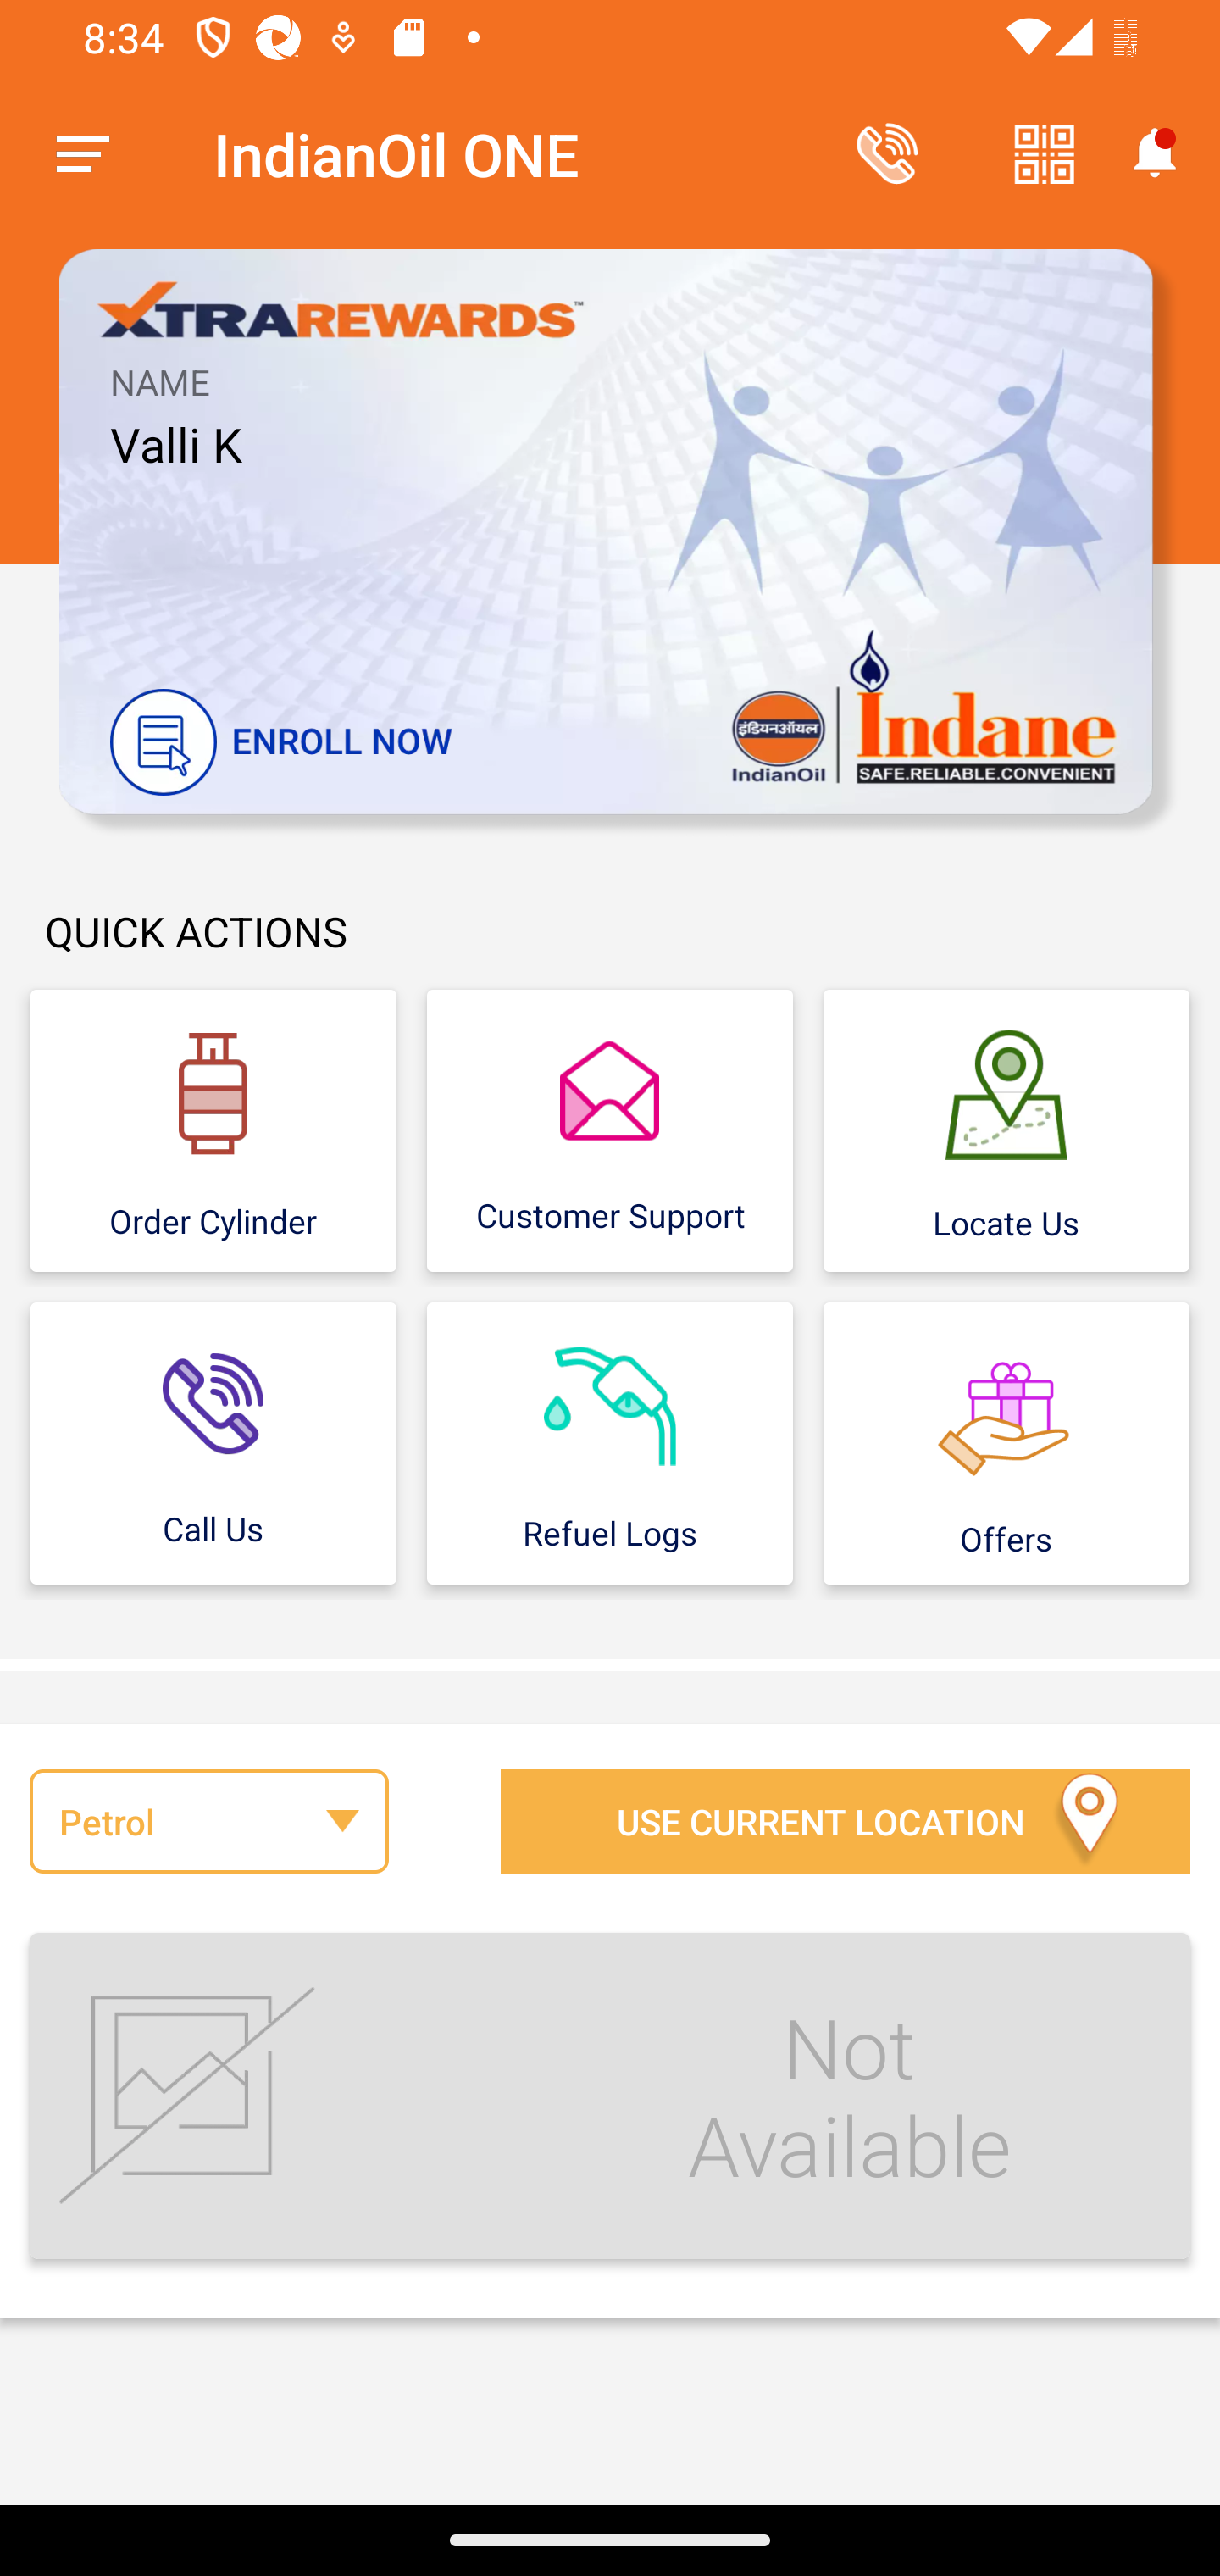 8:34
IndianOil ONE
XTRAREWARDS™
NAME
Valli K
ENROLL NOW
इंडियनऑयल
IndianOil
Indane
SAFE.RELIABLE.CONVENIENT
QUICK ACTIONS
Order Cylinder
Customer Support
Locate Us
Call Us
Refuel Logs
Offers
Petrol
USE CURRENT LOCATION
Not
Available